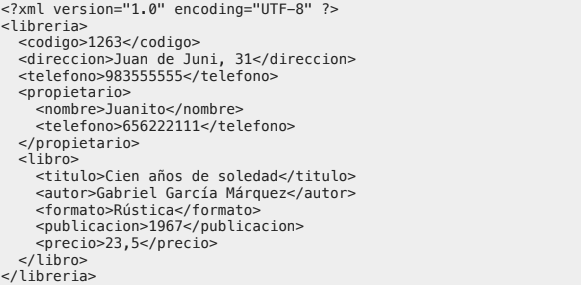 <?xml version="1.0" encoding="UTF-8" ?>
<libreria>
  <codigo>1263</codigo>
  <direccion>Juan de Juni, 31</direccion>
  <telefono>983555555</telefono>
  <propietario>
    <nombre>Juanito</nombre>
    <telefono>656222111</telefono>
  </propietario>
  <libro>
    <titulo>Cien años de soledad</titulo>
    <autor>Gabriel García Márquez</autor>
    <formato>Rústica</formato>
    <publicacion>1967</publicacion>
    <precio>23,5</precio>
  </libro>
</libreria>